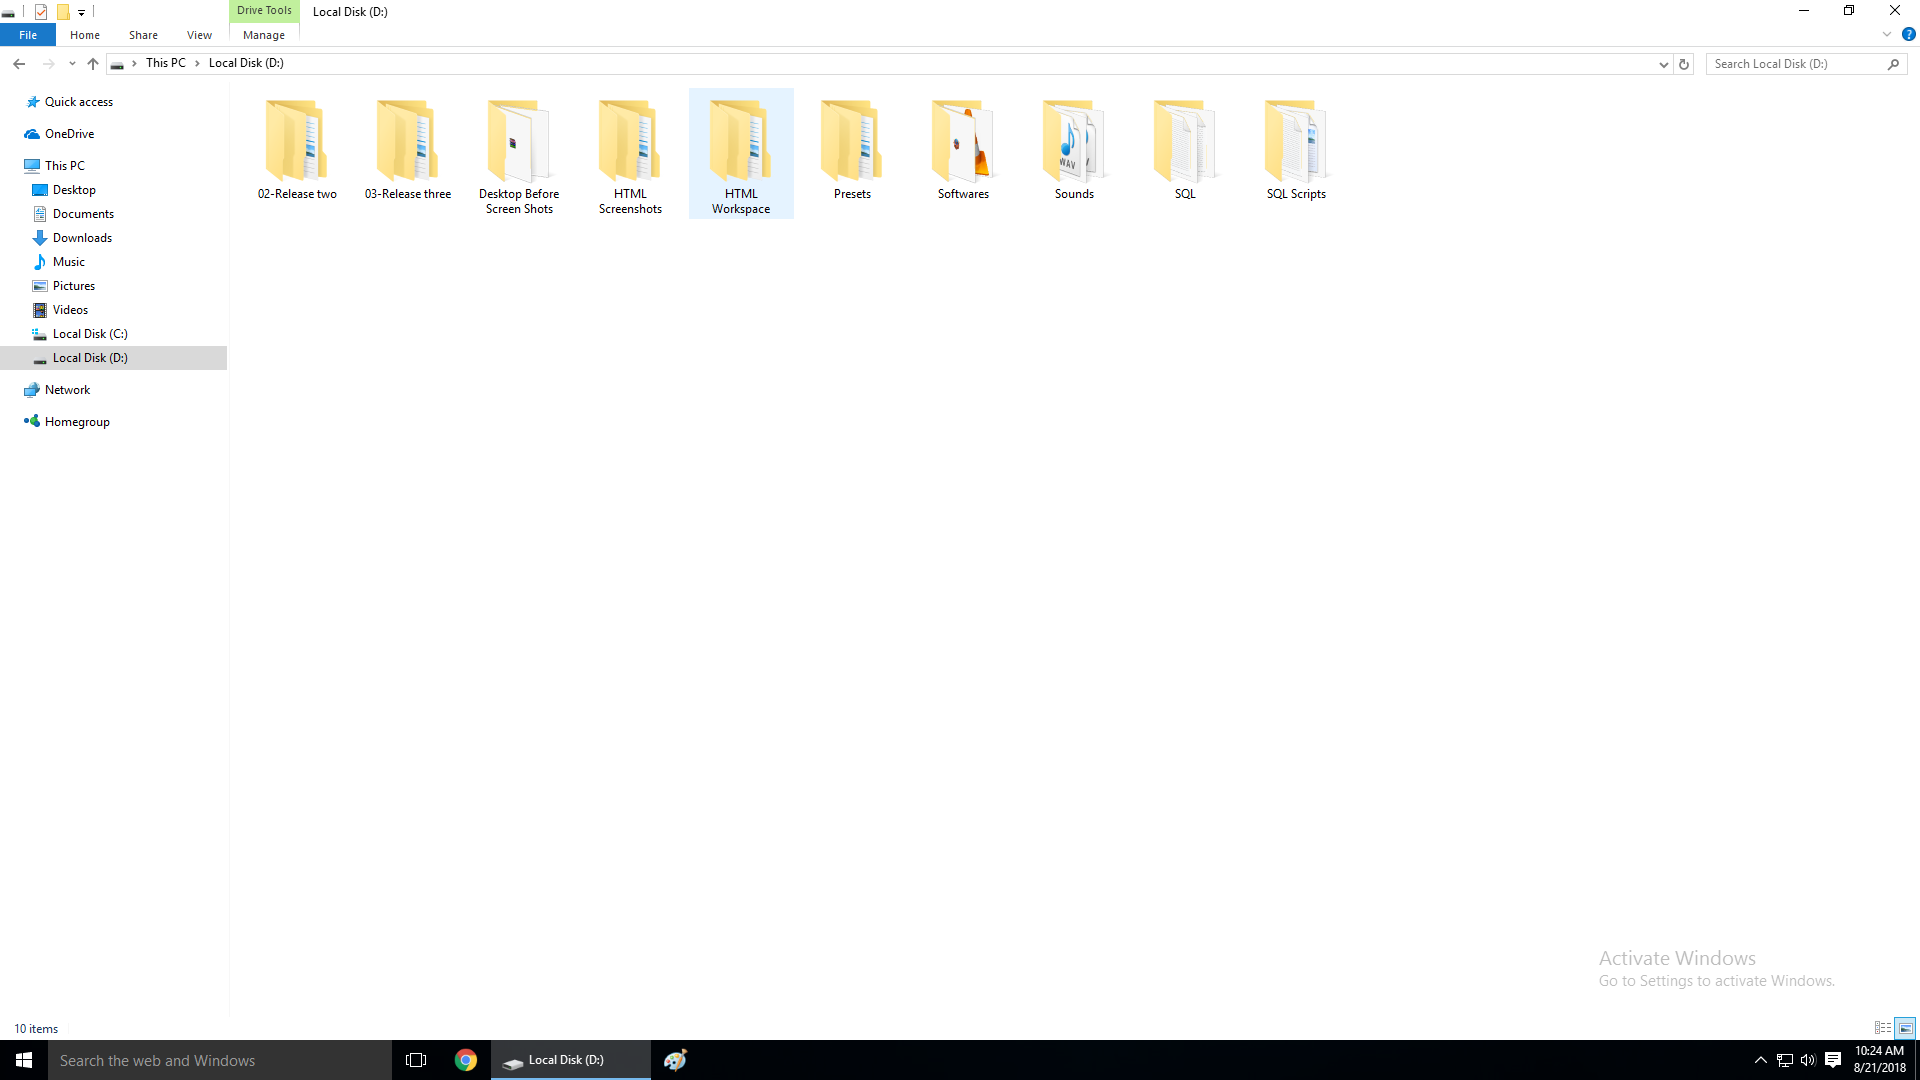 Drive Tools
Local Disk (D:)
File
Home
Share
View
Manage
This PC
Local Disk (D:)
Search Local Disk (D:)
Quick access
OneDrive
This PC
Desktop
Documents
Downloads
Music
Pictures
Videos
Local Disk (C:)
Local Disk (D:)
Network
Homegroup
02-Release two
03-Release three
Desktop Before
Screen Shots
HTML
Screenshots
HTML
Workspace
Presets
Softwares
WAV
Sounds
SQL
SQL Scripts
Activate Windows
Go to Settings to activate Windows.
10 items
Search the web and Windows
Local Disk (D:)
10:24 AM
8/21/2018